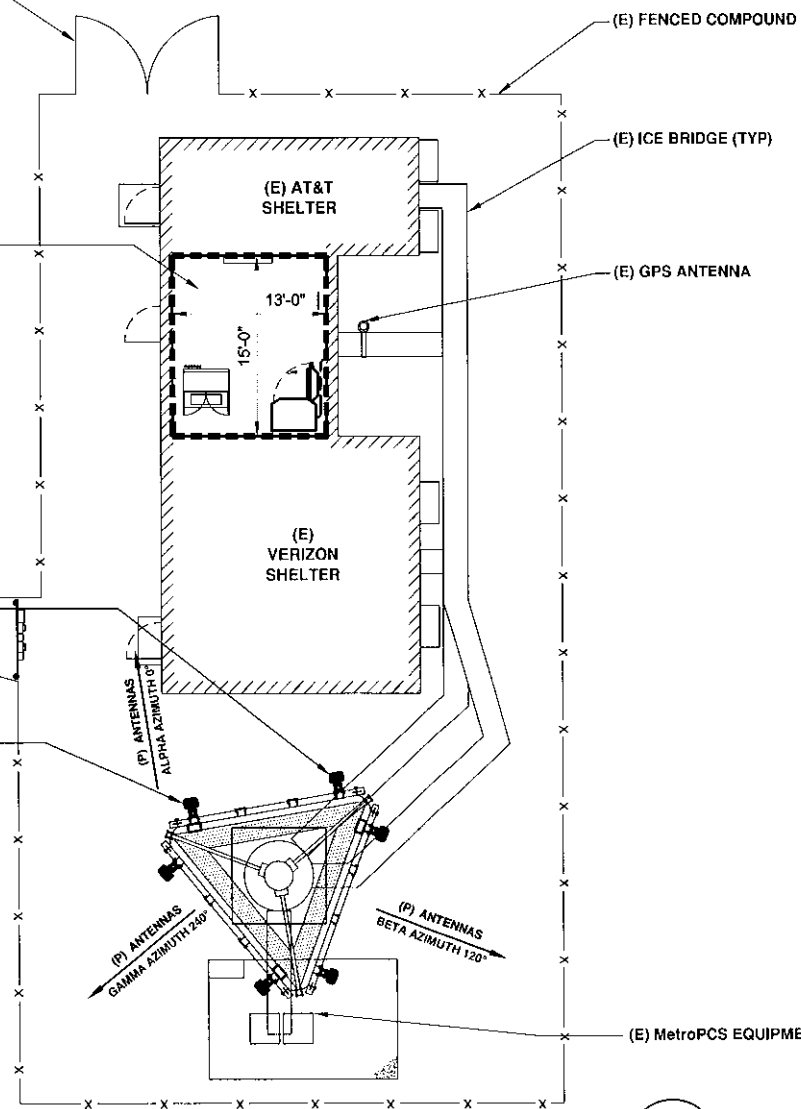 (E) FENCED COMPOUND
(E) ICE BRIDGE (TYP)
(E) AT&T
SHELTER
(E) GPS ANTENNA
13'-0"
15'-0"
(E)
VERIZON
SHELTER
(P) ANTENNAS
ALPHA AZIMUTH 0°
(P) ANTENNAS
BETA AZIMUTH 120°
(P) ANTENNAS
GAMMA AZIMUTH 240°
(E) MetroPCS EQUIPME